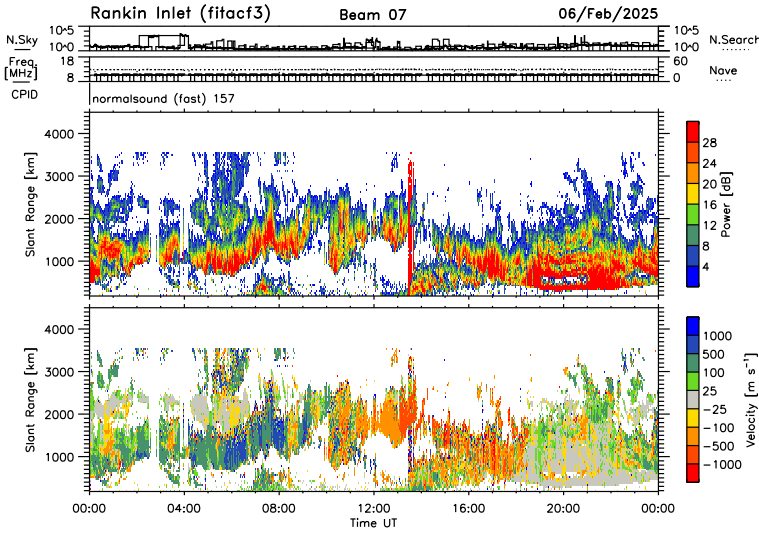 Rankin Inlet (fitacf3) Beam 07 06/Feb/2025
N.Sky 10^5 10^0 10^5 10^0 N.Search
Freq. [MHz] 18 8 60 0 Nave
CPID normalsound (fast) 157
Slant Range [km] 4000 3000 2000 1000
Power [dB] 28 24 20 16 12 8 4
Slant Range [km] 4000 3000 2000 1000
Velocity [m s⁻¹] 1000 500 100 25 −25 −100 −500 −1000
00:00 04:00 08:00 12:00 16:00 20:00 00:00
Time UT